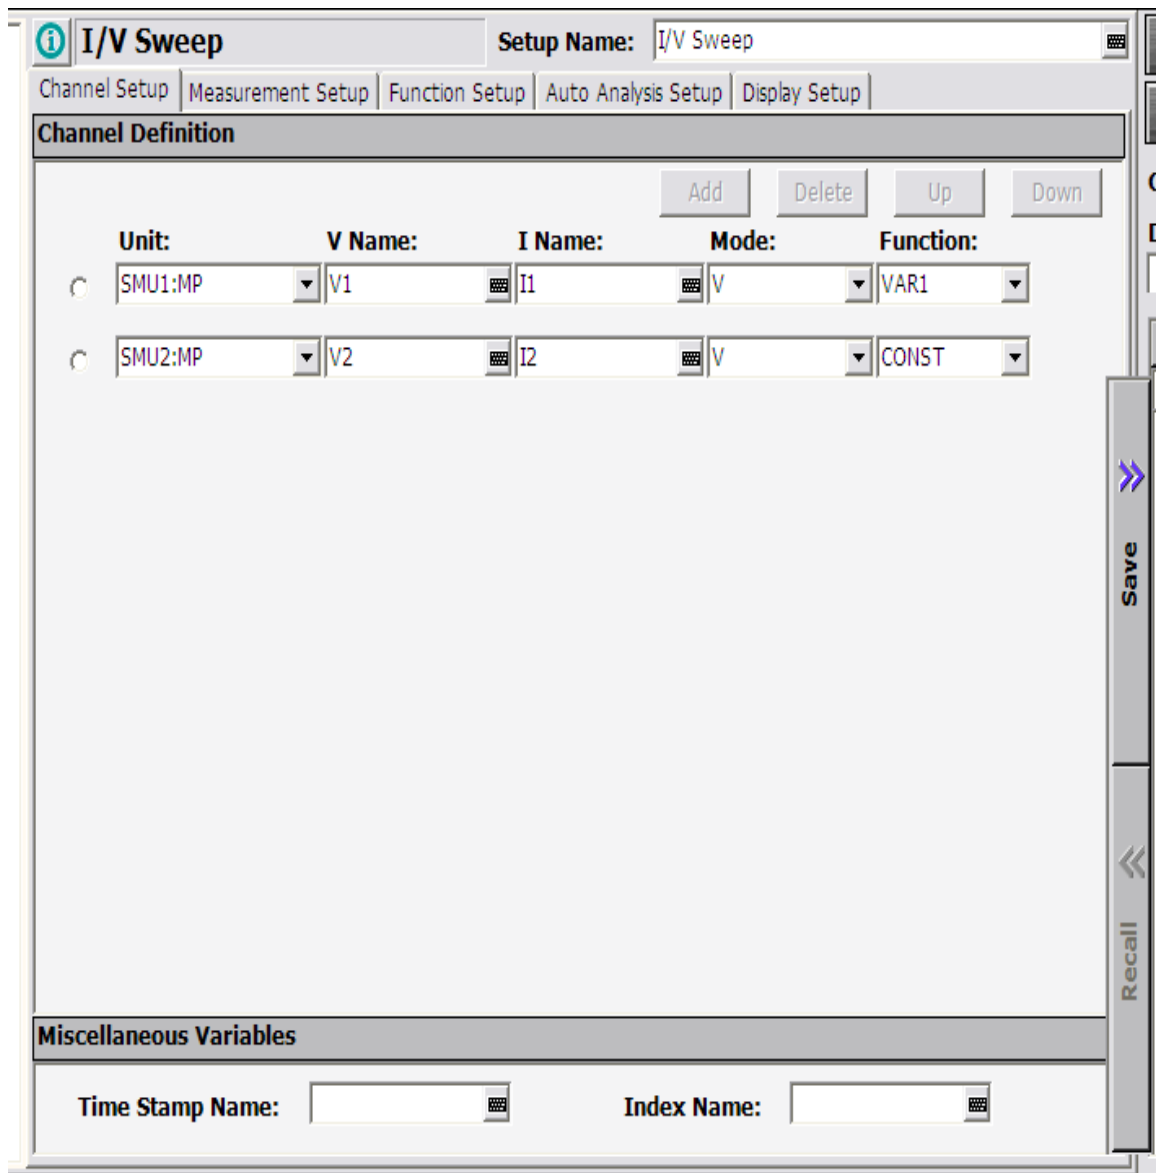 I/V Sweep Setup Name: I/V Sweep
Channel Setup Measurement Setup Function Setup Auto Analysis Setup Display Setup
Channel Definition
Add Delete Up Down
Unit: V Name: I Name: Mode: Function:
SMU1:MP V1 I1 V VAR1
SMU2:MP V2 I2 V CONST
Save
Recall
Miscellaneous Variables
Time Stamp Name: Index Name: